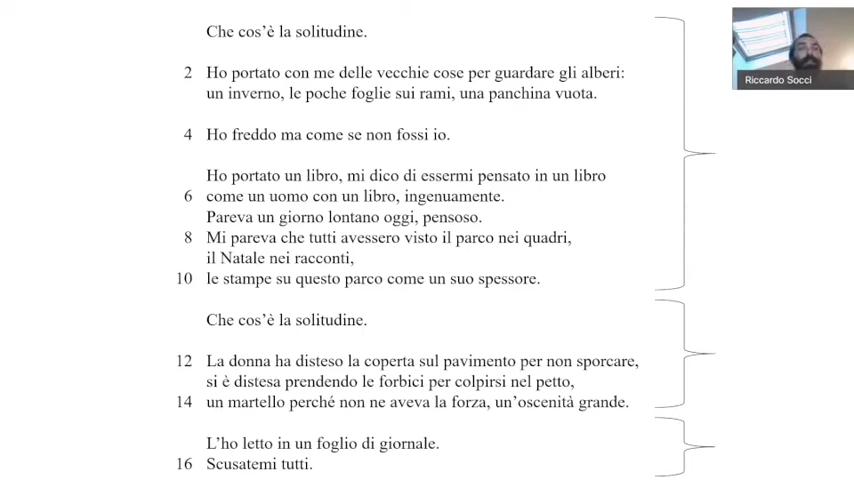 Che cos'è la solitudine.
2 Ho portato con me delle vecchie cose per guardare gli alberi:
un inverno, le poche foglie sui rami, una panchina vuota.
4 Ho freddo ma come se non fossi io.
Ho portato un libro, mi dico di essermi pensato in un libro
6 come un uomo con un libro, ingenuamente.
Pareva un giorno lontano oggi, pensoso.
8 Mi pareva che tutti avessero visto il parco nei quadri,
il Natale nei racconti,
10 le stampe su questo parco come un suo spessore.
Che cos'è la solitudine.
12 La donna ha disteso la coperta sul pavimento per non sporcare,
si è distesa prendendo le forbici per colpirsi nel petto,
14 un martello perché non ne aveva la forza, un'oscenità grande.
L'ho letto in un foglio di giornale.
16 Scusatemi tutti.
Riccardo Socci